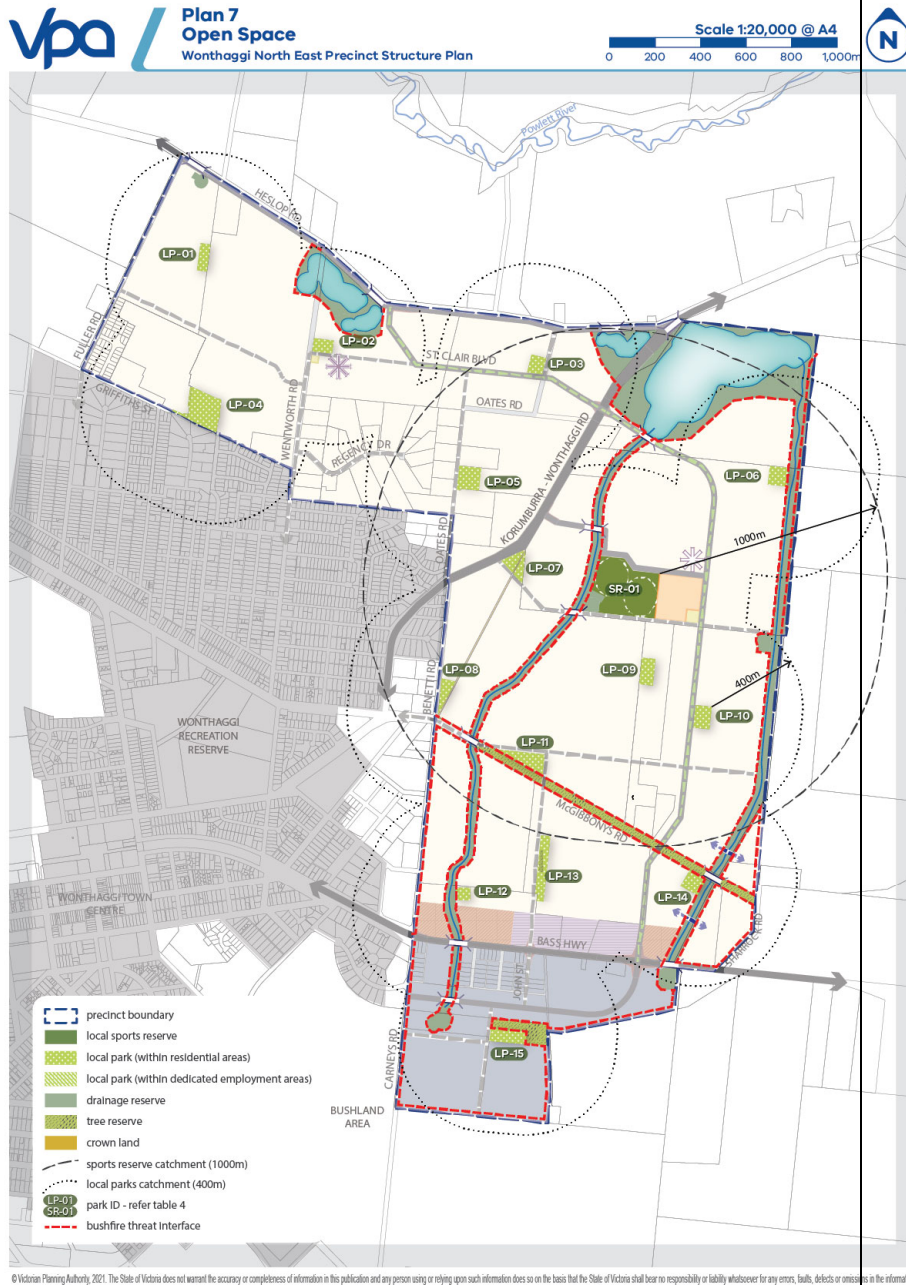 vpa
Plan 7
Open Space
Wonthaggi North East Precinct Structure Plan
Scale 1:20,000 @ A4
0 200 400 600 800 1,000m
N
Powlett River
HESLOP RD
LP-01
FULLER RD
LP-02
ST. CLAIR BLVD
LP-03
GRIFFITHS ST
LP-04
WENTWORTH RD
OATES RD
REGENCY DR
KORUMBURRA - WONTHAGGI RD
LP-05
LP-06
OATES RD
1000m
LP-07
SR-01
BENETTI RD
LP-08
LP-09
400m
LP-10
WONTHAGGI
RECREATION
RESERVE
LP-11
McGIBBONYS RD
LP-12
LP-13
LP-14
WONTHAGGI TOWN
CENTRE
BASS HWY
SHARROCK RD
JOHN ST
CARNEYS RD
LP-15
BUSHLAND
AREA
precinct boundary
local sports reserve
local park (within residential areas)
local park (within dedicated employment areas)
drainage reserve
tree reserve
crown land
sports reserve catchment (1000m)
local parks catchment (400m)
LP-01
SR-01
park ID - refer table 4
bushfire threat Interface
© Victorian Planning Authority, 2021. The State of Victoria does not warrant the accuracy or completeness of information in this publication and any person using or relying upon such information does so on the basis that the State of Victoria shall bear no responsibility or liability whatsoever for any errors, faults, defects or omissions in the informa